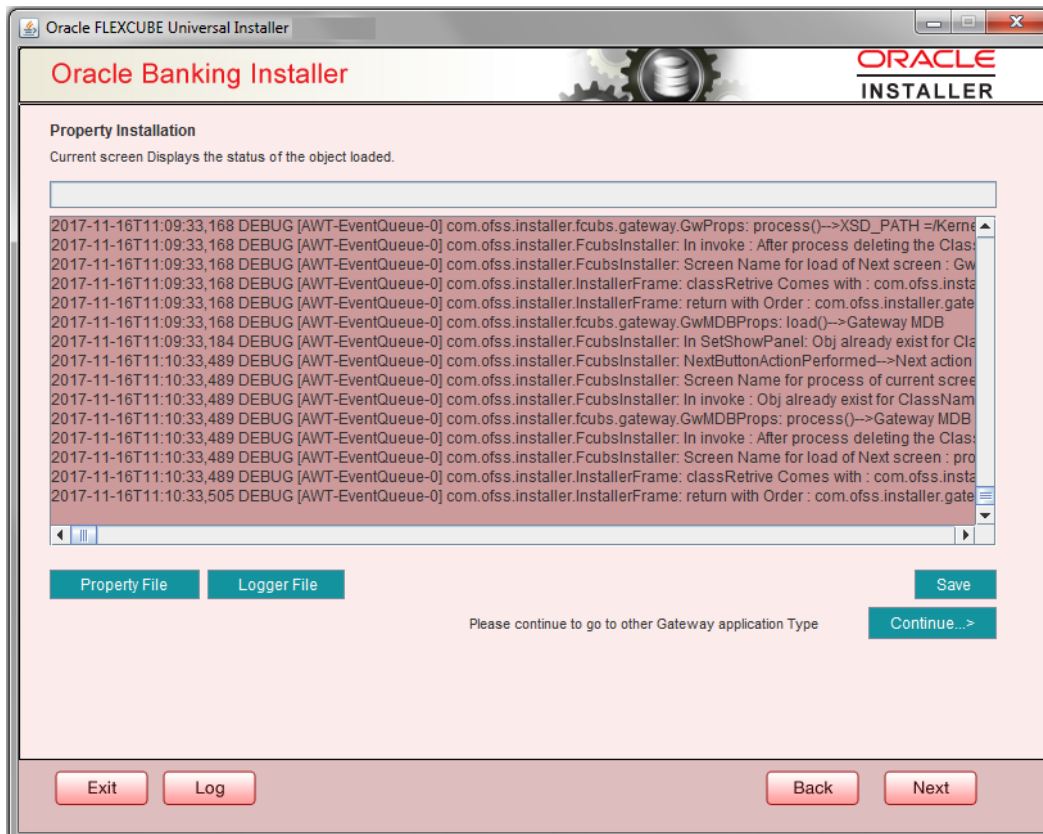 Oracle FLEXCUBE Universal Installer
Oracle Banking Installer
ORACLE
INSTALLER
Property Installation
Current screen Displays the status of the object loaded.
2017-11-16T11:09:33,168 DEBUG [AWT-EventQueue-0] com.ofss.installer.fcubs.gateway.GwProps: process()-->XSD_PATH =/Kerne
2017-11-16T11:09:33,168 DEBUG [AWT-EventQueue-0] com.ofss.installer.FcubsInstaller: In invoke : After process deleting the Clas
2017-11-16T11:09:33,168 DEBUG [AWT-EventQueue-0] com.ofss.installer.FcubsInstaller: Screen Name for load of Next screen : Gw
2017-11-16T11:09:33,168 DEBUG [AWT-EventQueue-0] com.ofss.installer.InstallerFrame: classRetrive Comes with : com.ofss.insta
2017-11-16T11:09:33,168 DEBUG [AWT-EventQueue-0] com.ofss.installer.InstallerFrame: return with Order : com.ofss.installer.gate
2017-11-16T11:09:33,168 DEBUG [AWT-EventQueue-0] com.ofss.installer.fcubs.gateway.GwMDBProps: load()-->Gateway MDB
2017-11-16T11:09:33,184 DEBUG [AWT-EventQueue-0] com.ofss.installer.FcubsInstaller: In SetShowPanel: Obj already exist for Cla
2017-11-16T11:10:33,489 DEBUG [AWT-EventQueue-0] com.ofss.installer.FcubsInstaller: NextButtonActionPerformed-->Next action
2017-11-16T11:10:33,489 DEBUG [AWT-EventQueue-0] com.ofss.installer.FcubsInstaller: Screen Name for process of current scree
2017-11-16T11:10:33,489 DEBUG [AWT-EventQueue-0] com.ofss.installer.FcubsInstaller: In invoke : Obj already exist for ClassNam
2017-11-16T11:10:33,489 DEBUG [AWT-EventQueue-0] com.ofss.installer.fcubs.gateway.GwMDBProps: process()-->Gateway MDB
2017-11-16T11:10:33,489 DEBUG [AWT-EventQueue-0] com.ofss.installer.FcubsInstaller: In invoke : After process deleting the Clas
2017-11-16T11:10:33,489 DEBUG [AWT-EventQueue-0] com.ofss.installer.FcubsInstaller: Screen Name for load of Next screen : pro
2017-11-16T11:10:33,489 DEBUG [AWT-EventQueue-0] com.ofss.installer.InstallerFrame: classRetrive Comes with : com.ofss.insta
2017-11-16T11:10:33,505 DEBUG [AWT-EventQueue-0] com.ofss.installer.InstallerFrame: return with Order : com.ofss.installer.gate
Property File Logger File Save
Please continue to go to other Gateway application Type Continue...>
Exit Log Back Next